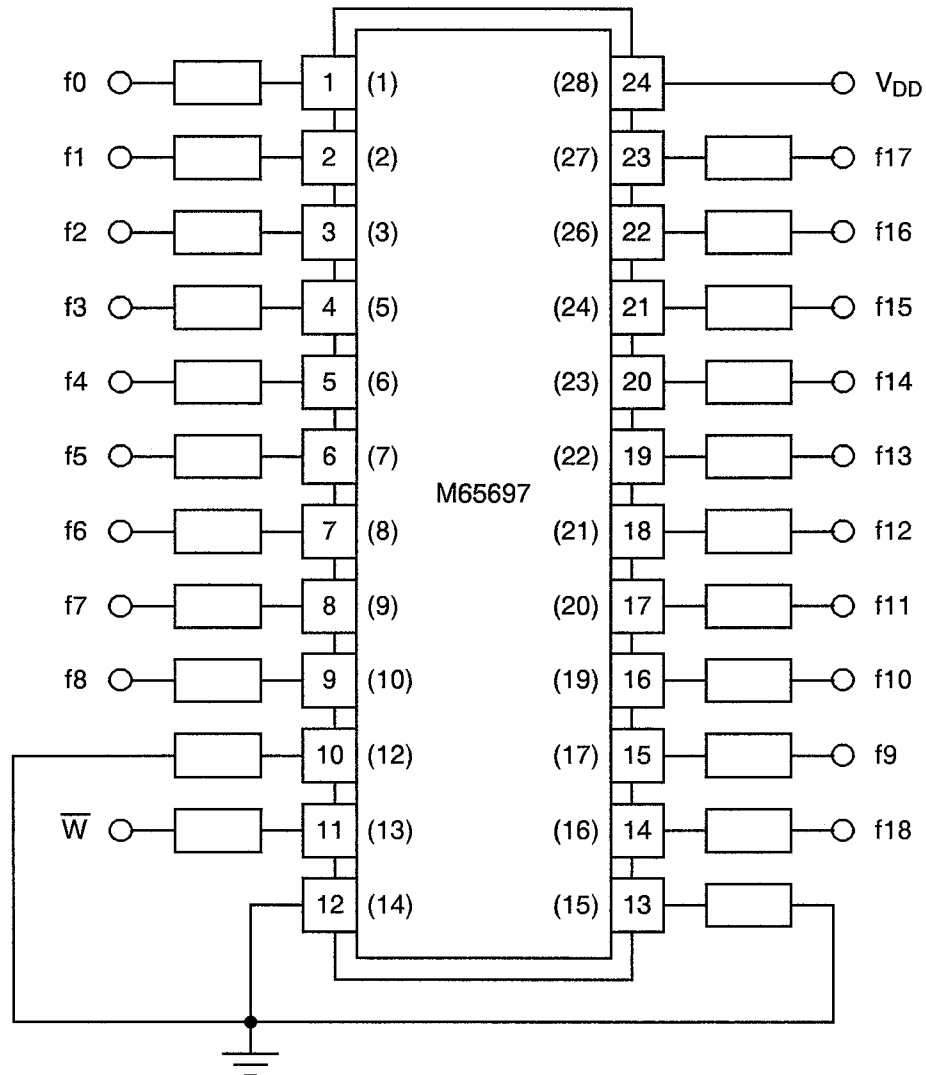 f0 1 (1) (28) 24 V_DD
f1 2 (2) (27) 23 f17
f2 3 (3) (26) 22 f16
f3 4 (5) (24) 21 f15
f4 5 (6) (23) 20 f14
f5 6 (7) (22) 19 f13
M65697
f6 7 (8) (21) 18 f12
f7 8 (9) (20) 17 f11
f8 9 (10) (19) 16 f10
10 (12) (17) 15 f9
W̅ 11 (13) (16) 14 f18
12 (14) (15) 13